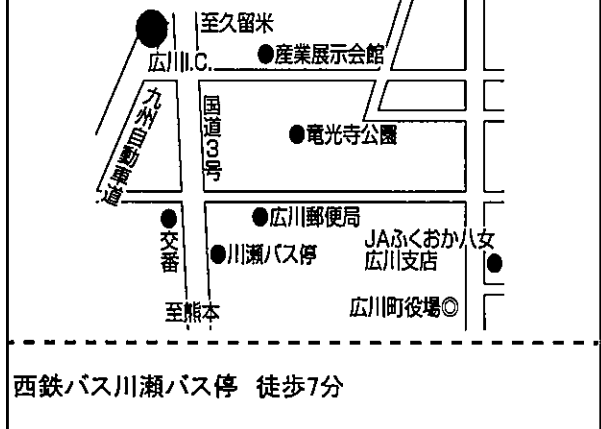 至久留米
広川I.C.
●産業展示会館
九州自動車道
国道3号
●竜光寺公園
●広川郵便局
交番
●川瀬バス停
JAふくおか八女
広川支店
至熊本
広川町役場◎
西鉄バス川瀬バス停 徒歩7分